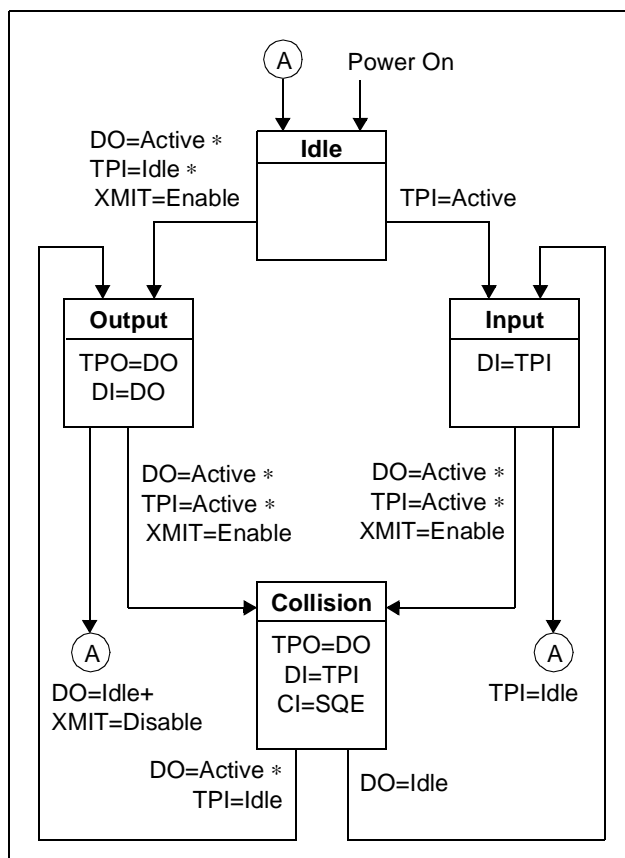 A
Power On
DO=Active *
TPI=Idle *
XMIT=Enable
Idle
TPI=Active
Output
TPO=DO
DI=DO
Input
DI=TPI
DO=Active *
TPI=Active *
XMIT=Enable
DO=Active *
TPI=Active *
XMIT=Enable
Collision
TPO=DO
DI=TPI
CI=SQE
A
DO=Idle+
XMIT=Disable
A
TPI=Idle
DO=Active *
TPI=Idle
DO=Idle